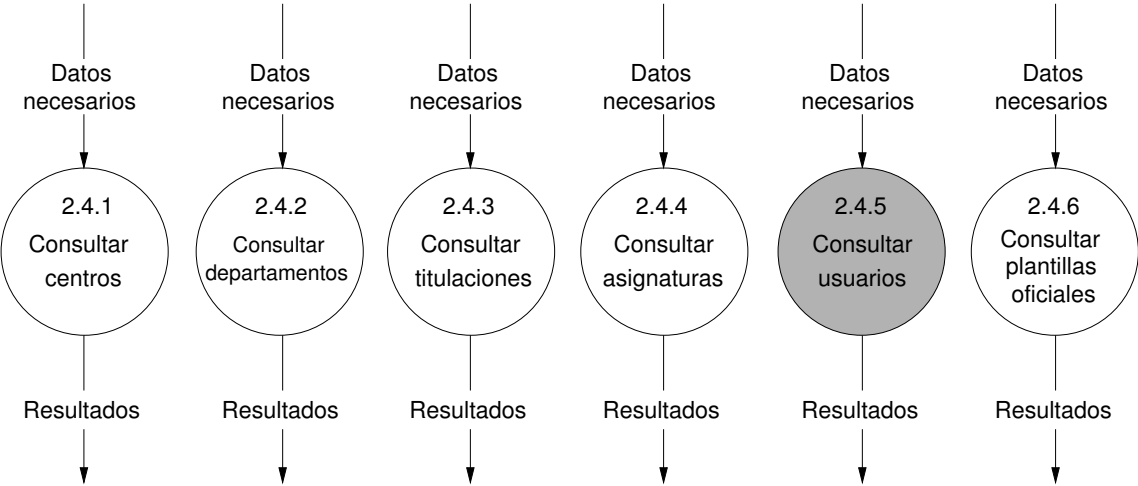 Datos
necesarios
Datos
necesarios
Datos
necesarios
Datos
necesarios
Datos
necesarios
Datos
necesarios
2.4.1
Consultar
centros
2.4.2
Consultar
departamentos
2.4.3
Consultar
titulaciones
2.4.4
Consultar
asignaturas
2.4.5
Consultar
usuarios
2.4.6
Consultar
plantillas
oficiales
Resultados
Resultados
Resultados
Resultados
Resultados
Resultados